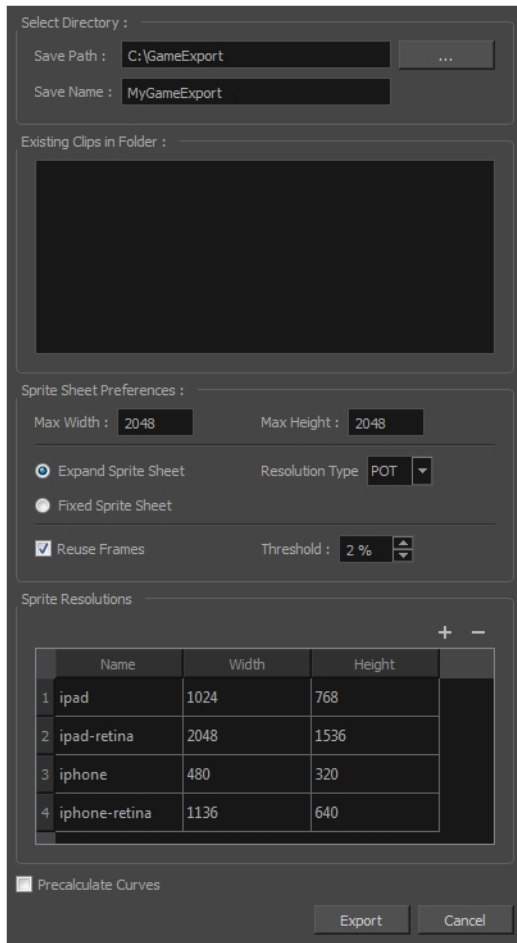 Select Directory :
Save Path : C:\GameExport ...
Save Name : MyGameExport
Existing Clips in Folder :
Sprite Sheet Preferences :
Max Width : 2048 Max Height : 2048
Expand Sprite Sheet Resolution Type POT
Fixed Sprite Sheet
Reuse Frames Threshold : 2 %
Sprite Resolutions
+ −
Name Width Height
1 ipad 1024 768
2 ipad-retina 2048 1536
3 iphone 480 320
4 iphone-retina 1136 640
Precalculate Curves
Export Cancel